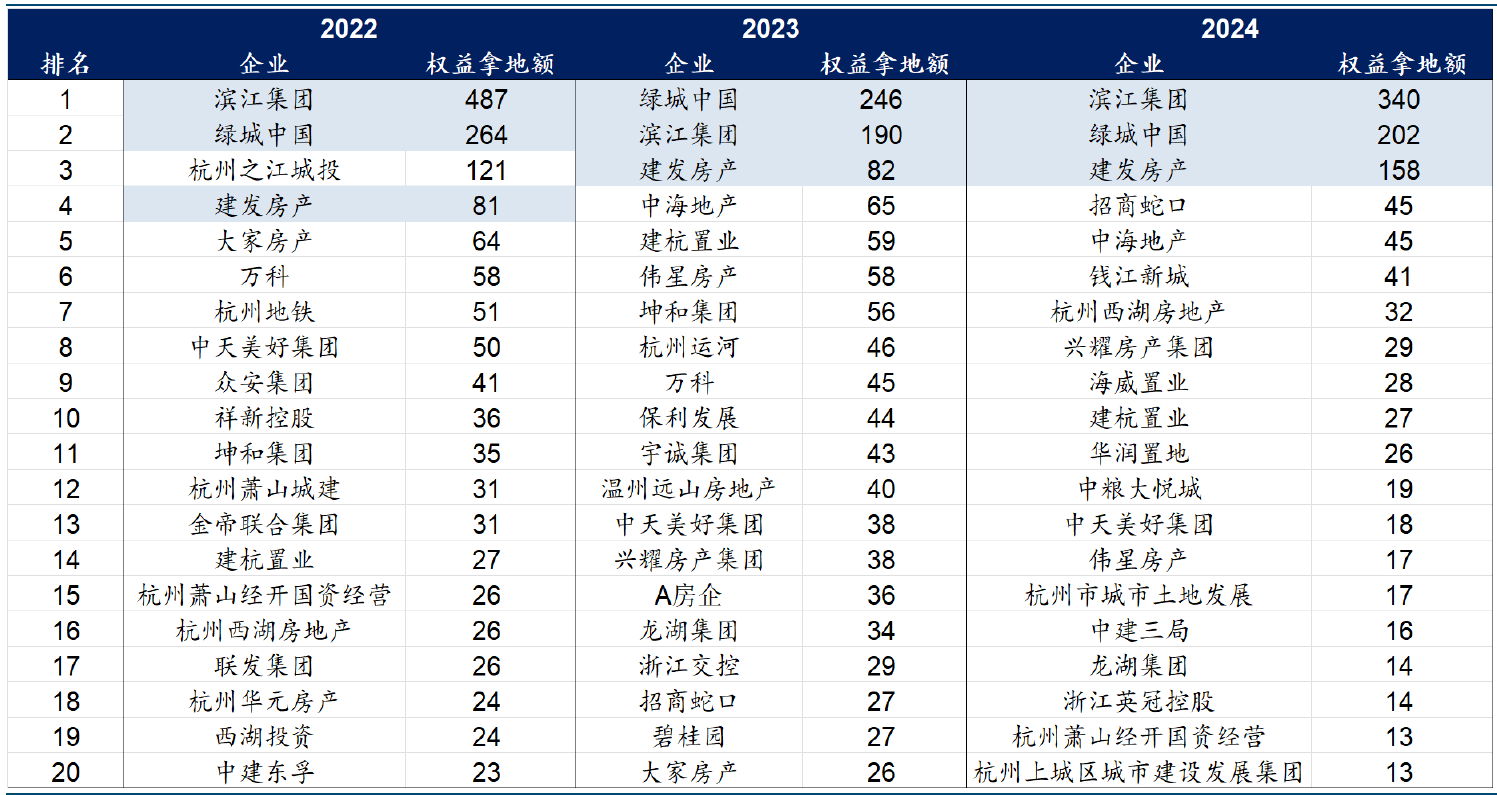 2022 2023 2024
排名 企业 权益拿地额 企业 权益拿地额 企业 权益拿地额
1 滨江集团 487 绿城中国 246 滨江集团 340
2 绿城中国 264 滨江集团 190 绿城中国 202
3 杭州之江城投 121 建发房产 82 建发房产 158
4 建发房产 81 中海地产 65 招商蛇口 45
5 大家房产 64 建杭置业 59 中海地产 45
6 万科 58 伟星房产 58 钱江新城 41
7 杭州地铁 51 坤和集团 56 杭州西湖房地产 32
8 中天美好集团 50 杭州运河 46 兴耀房产集团 29
9 众安集团 41 万科 45 海威置业 28
10 祥新控股 36 保利发展 44 建杭置业 27
11 坤和集团 35 宇诚集团 43 华润置地 26
12 杭州萧山城建 31 温州远山房地产 40 中粮大悦城 19
13 金帝联合集团 31 中天美好集团 38 中天美好集团 18
14 建杭置业 27 兴耀房产集团 38 伟星房产 17
15 杭州萧山经开国资经营 26 A房企 36 杭州市城市土地发展 17
16 杭州西湖房地产 26 龙湖集团 34 中建三局 16
17 联发集团 26 浙江交控 29 龙湖集团 14
18 杭州华元房产 24 招商蛇口 27 浙江英冠控股 14
19 西湖投资 24 碧桂园 27 杭州萧山经开国资经营 13
20 中建东孚 23 大家房产 26 杭州上城区城市建设发展集团 13